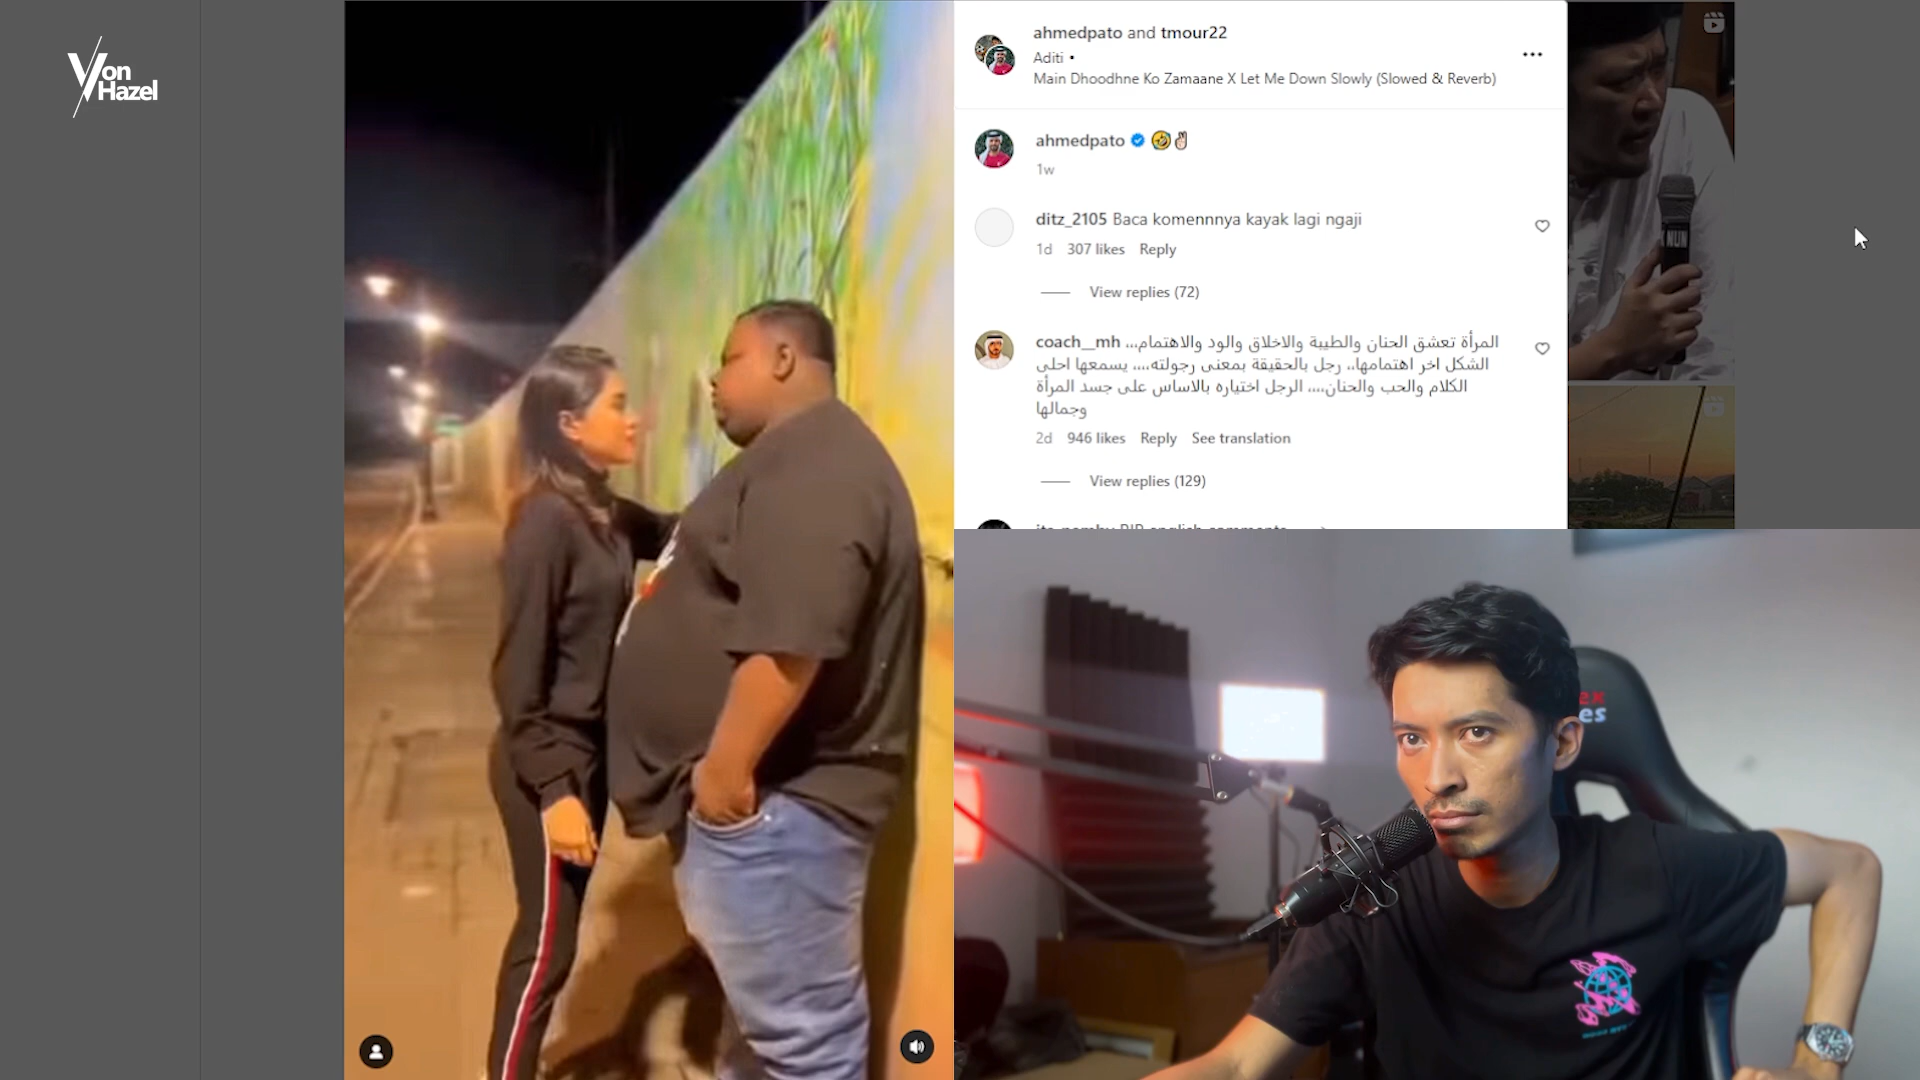 Von
Hazel
ahmedpato and tmour22
Aditi •
Main Dhoodhne Ko Zamaane X Let Me Down Slowly (Slowed & Reverb)
ahmedpato 🤣✌🏻
1w
ditz_2105 Baca komennnya kayak lagi ngaji
1d 307 likes Reply
View replies (72)
coach__mh المرأة تعشق الحنان والطيبة والاخلاق والود والاهتمام،،،
الشكل اخر اهتمامها،، رجل بالحقيقة بمعنى رجولته،،،، يسمعها احلى
الكلام والحب والحنان،،،، الرجل اختياره بالاساس على جسد المرأة
وجمالها
2d 946 likes Reply See translation
View replies (129)
NUN